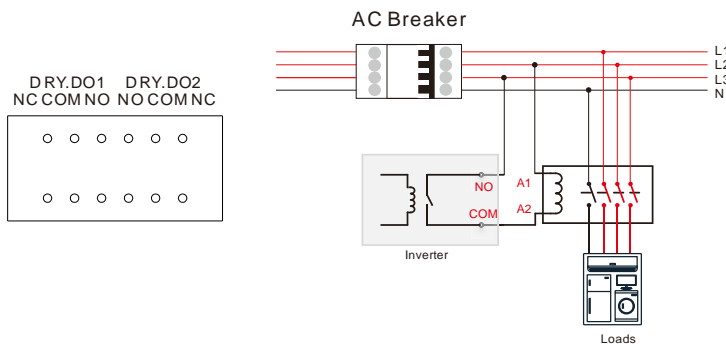 AC Breaker
L1
L2
L3
N
DRY.DO1 DRY.DO2
NC COM NO NO COM NC
NO
A1
COM
A2
Inverter
Loads